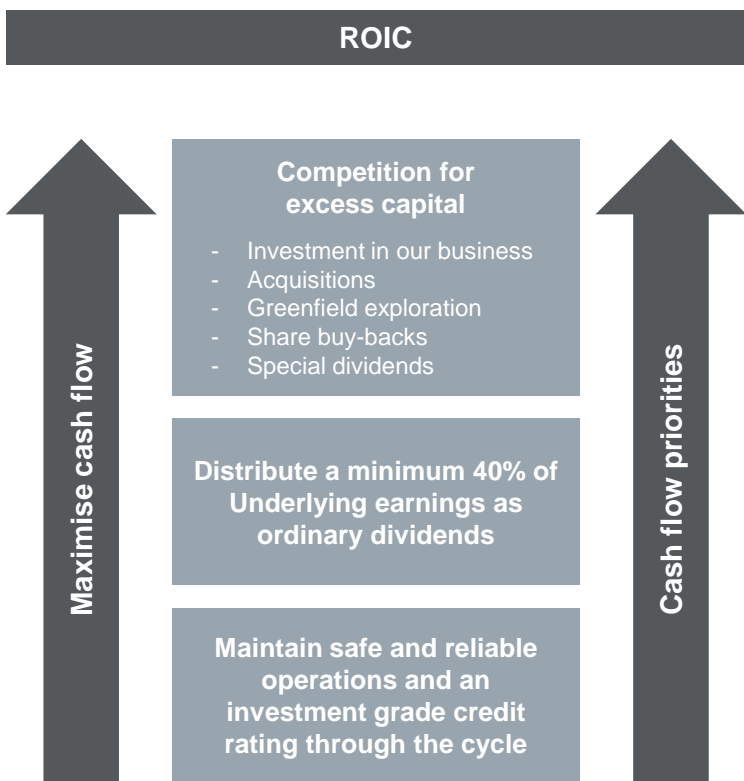 ROIC
Maximise cash flow
Competition for
excess capital
- Investment in our business
- Acquisitions
- Greenfield exploration
- Share buy-backs
- Special dividends
Distribute a minimum 40% of
Underlying earnings as
ordinary dividends
Maintain safe and reliable
operations and an
investment grade credit
rating through the cycle
Cash flow priorities